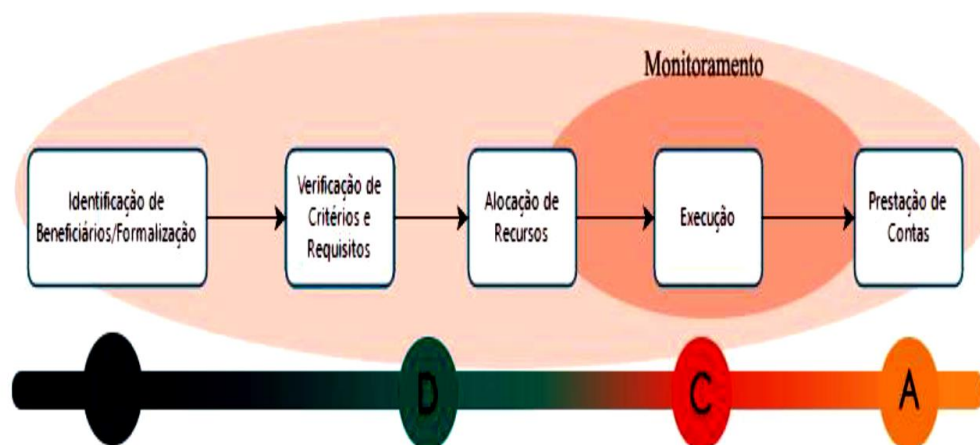 Monitoramento
Identificação de
Beneficiários/Formalização
Verificação de
Critérios e
Requisitos
Alocação de
Recursos
Execução
Prestação de
Contas
D
C
A